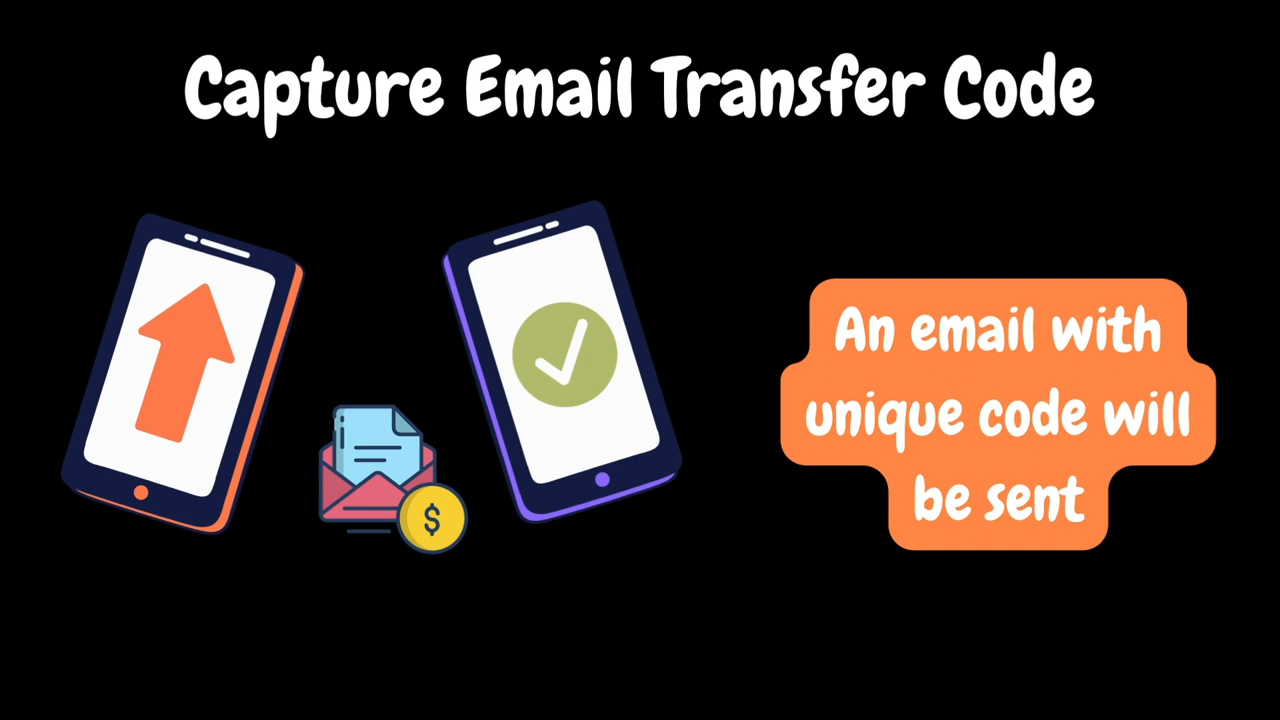 Capture Email Transfer Code
An email with
unique code will
be sent
$